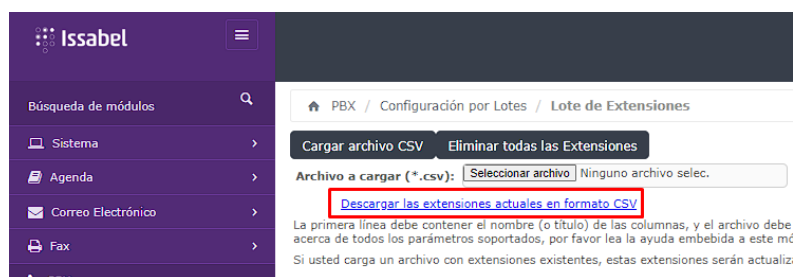 Issabel
Búsqueda de módulos
Sistema
Agenda
Correo Electrónico
Fax
PBX / Configuración por Lotes / Lote de Extensiones
Cargar archivo CSV Eliminar todas las Extensiones
Archivo a cargar (*.csv): Seleccionar archivo Ninguno archivo selec.
Descargar las extensiones actuales en formato CSV
La primera línea debe contener el nombre (o título) de las columnas, y el archivo debe
acerca de todos los parámetros soportados, por favor lea la ayuda embebida a este mó
Si usted carga un archivo con extensiones existentes, estas extensiones serán actualiz